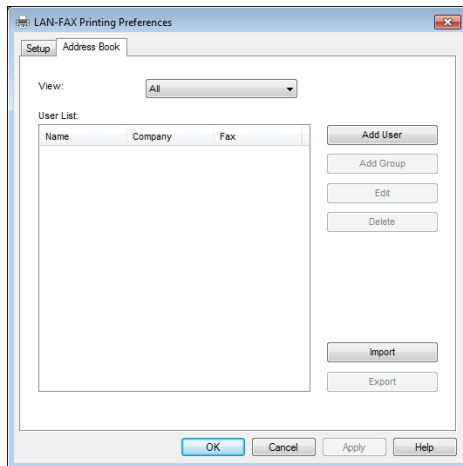 LAN-FAX Printing Preferences
Setup Address Book
View: All
User List:
Name Company Fax
Add User
Add Group
Edit
Delete
Import
Export
OK Cancel Apply Help